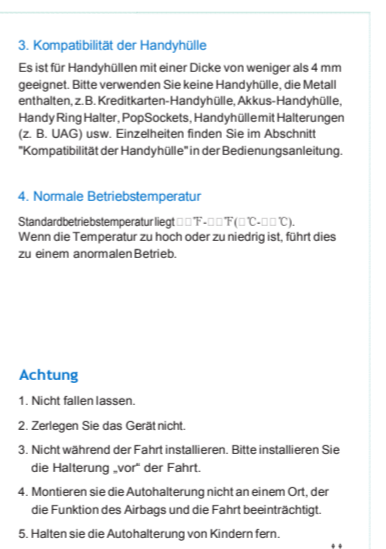 3. Kompatibilität der Handyhülle
Es ist für Handyhüllen mit einer Dicke von weniger als 4 mm
geeignet. Bitte verwenden Sie keine Handyhülle, die Metall
enthalten, z.B. Kreditkarten-Handyhülle, Akkus-Handyhülle,
Handy Ring Halter, PopSockets, Handyhülle mit Halterungen
(z. B. UAG) usw. Einzelheiten finden Sie im Abschnitt
"Kompatibilität der Handyhülle" in der Bedienungsanleitung.
4. Normale Betriebstemperatur
Standardbetriebstemperatur liegt □□℉-□□℉(□℃-□□℃).
Wenn die Temperatur zu hoch oder zu niedrig ist, führt dies
zu einem anormalen Betrieb.
Achtung
1. Nicht fallen lassen.
2. Zerlegen Sie das Gerät nicht.
3. Nicht während der Fahrt installieren. Bitte installieren Sie
die Halterung „vor“ der Fahrt.
4. Montieren sie die Autohalterung nicht an einem Ort, der
die Funktion des Airbags und die Fahrt beeinträchtigt.
5. Halten sie die Autohalterung von Kindern fern.